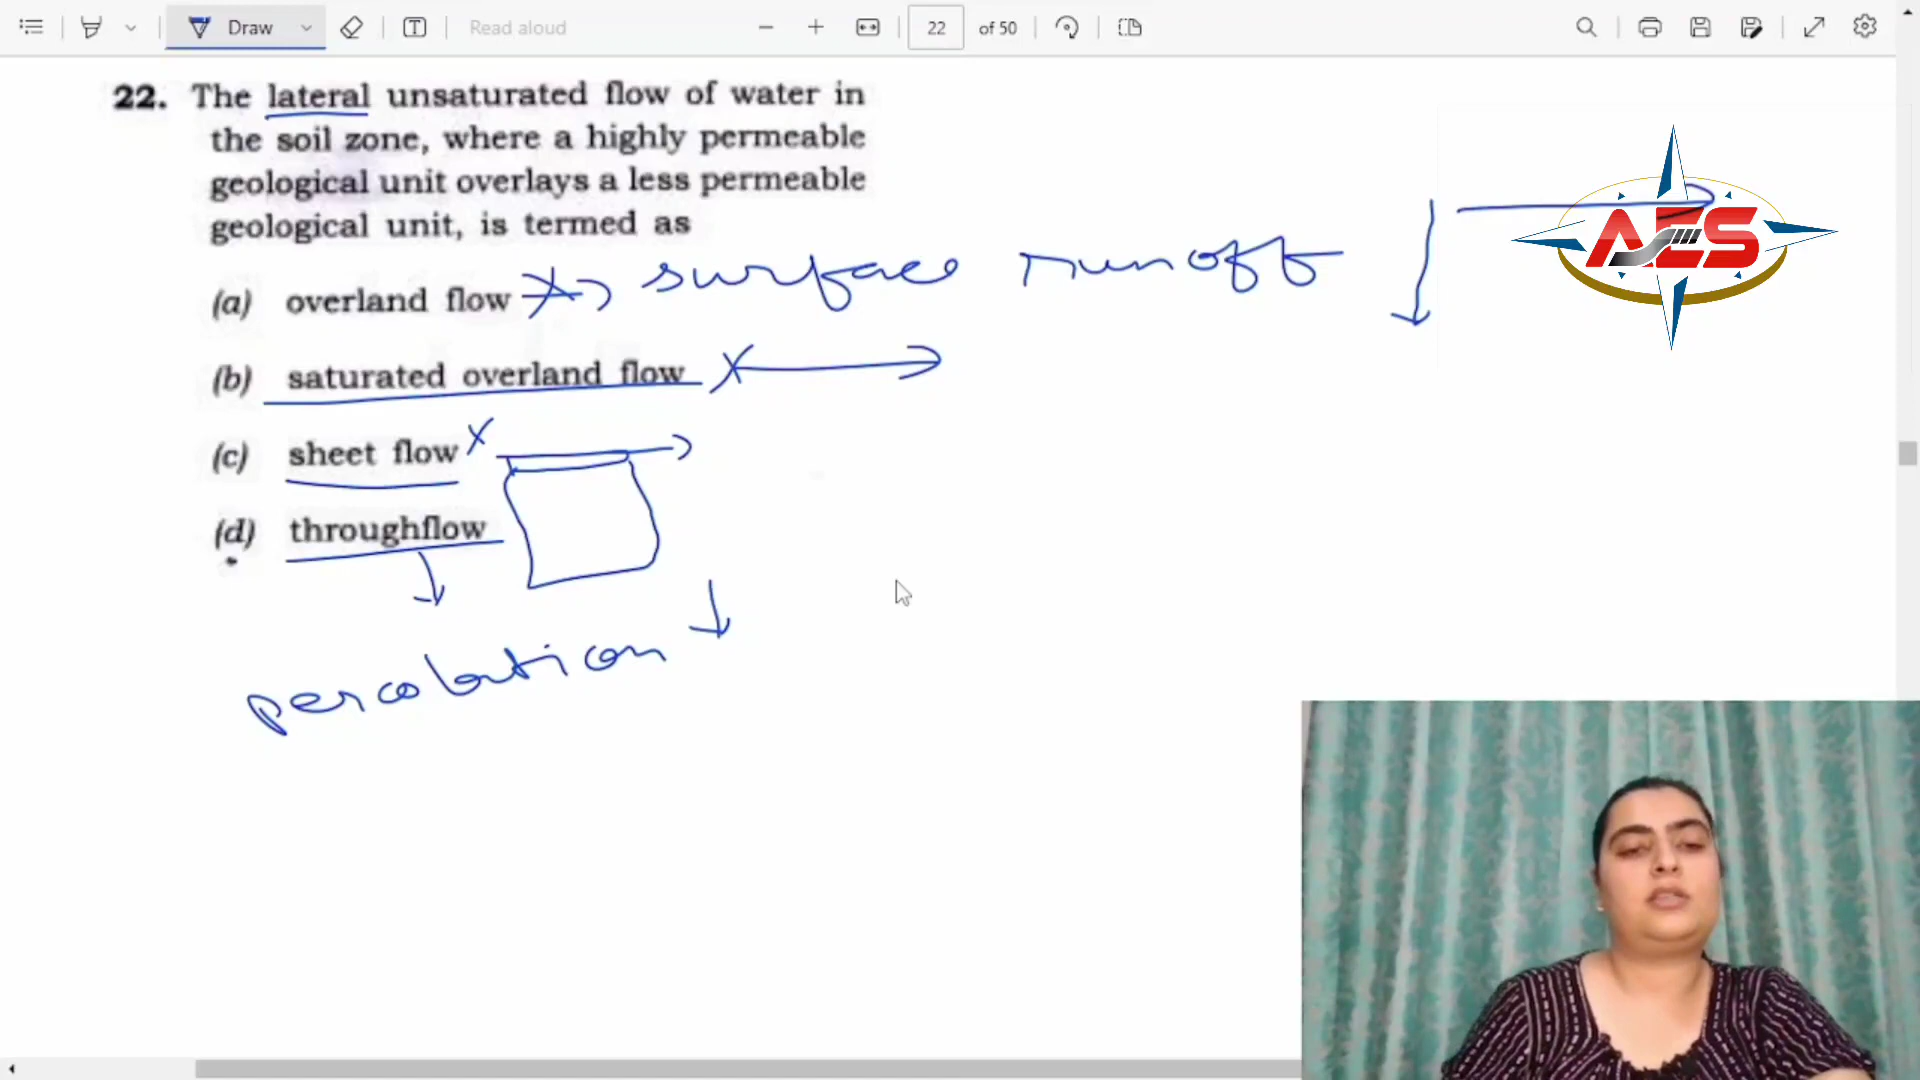 Draw
Read aloud
22 of 50
22. The lateral unsaturated flow of water in
the soil zone, where a highly permeable
geological unit overlays a less permeable
geological unit, is termed as
(a) overland flow
surface runoff
(b) saturated overland flow
(c) sheet flow
(d) throughflow
percolation
AES